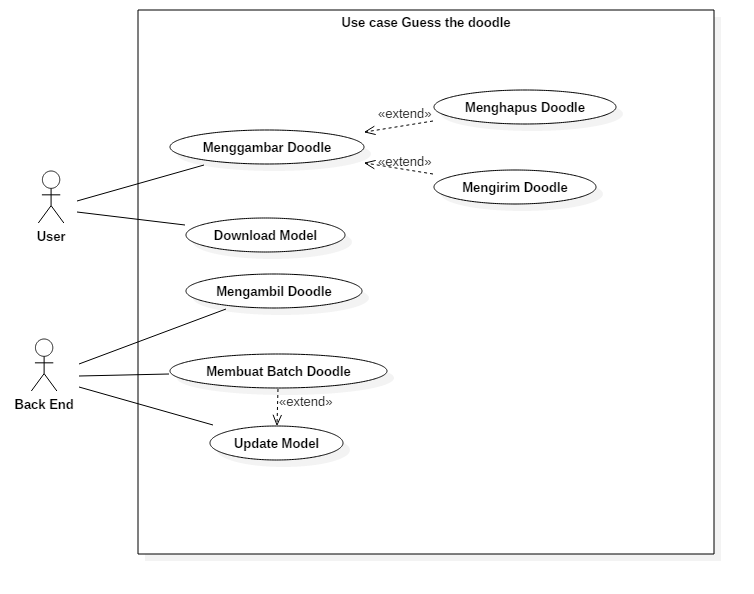 Use case Guess the doodle
«extend»
Menghapus Doodle
Menggambar Doodle
«extend»
Mengirim Doodle
User
Download Model
Mengambil Doodle
Back End
Membuat Batch Doodle
«extend»
Update Model